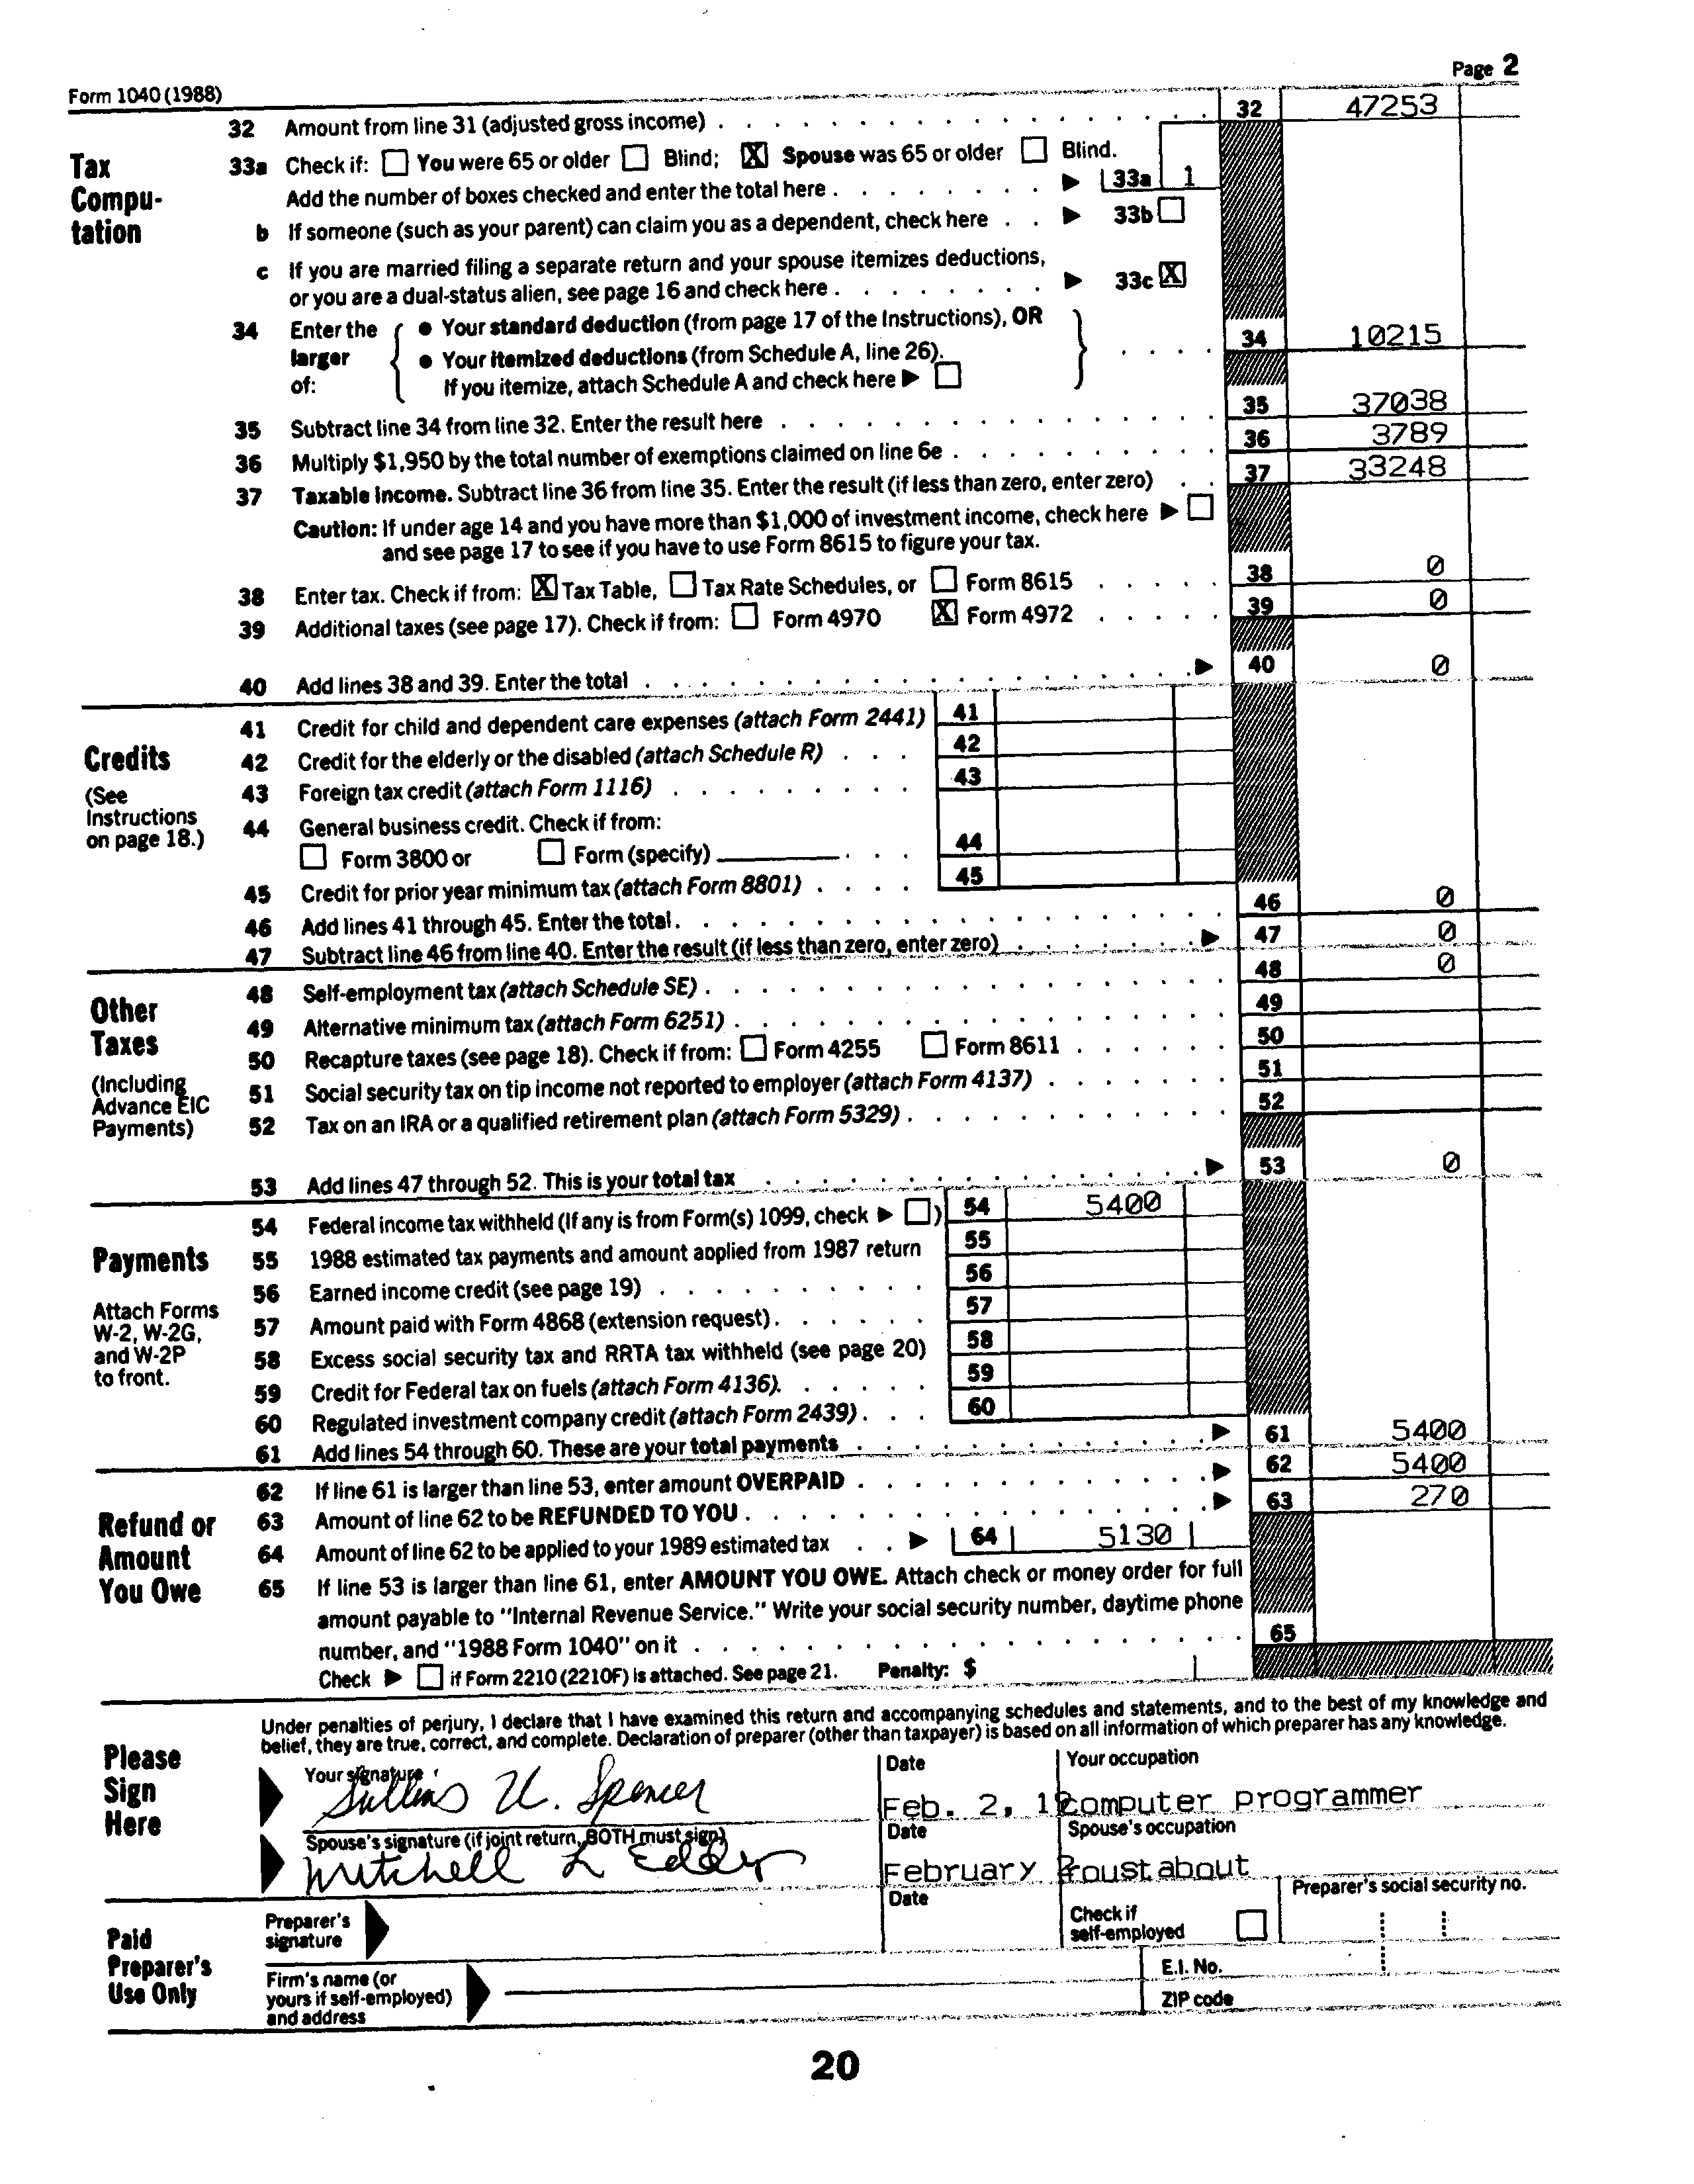 Page 2
Form 1040 (1988)
32 Amount from line 31 (adjusted gross income) . . . 32 47253
Tax Compu- tation
33a Check if: ☐ You were 65 or older ☐ Blind; ☒ Spouse was 65 or older ☐ Blind.
Add the number of boxes checked and enter the total here . . . ▶ 33a 1
b If someone (such as your parent) can claim you as a dependent, check here . . ▶ 33b ☐
c If you are married filing a separate return and your spouse itemizes deductions,
or you are a dual-status alien, see page 16 and check here . . . ▶ 33c ☒
34 Enter the larger of: { ● Your standard deduction (from page 17 of the Instructions), OR
● Your itemized deductions (from Schedule A, line 26).
If you itemize, attach Schedule A and check here ▶ ☐ } . . . . 34 10215
35 Subtract line 34 from line 32. Enter the result here . . . 35 37038
36 Multiply $1,950 by the total number of exemptions claimed on line 6e . . . 36 3789
37 Taxable income. Subtract line 36 from line 35. Enter the result (if less than zero, enter zero) . . 37 33248
Caution: If under age 14 and you have more than $1,000 of investment income, check here ▶ ☐
and see page 17 to see if you have to use Form 8615 to figure your tax.
38 Enter tax. Check if from: ☒ Tax Table, ☐ Tax Rate Schedules, or ☐ Form 8615 . . . 38 0
39 Additional taxes (see page 17). Check if from: ☐ Form 4970 ☒ Form 4972 . . . 39 0
40 Add lines 38 and 39. Enter the total . . . ▶ 40 0
Credits
(See Instructions on page 18.)
41 Credit for child and dependent care expenses (attach Form 2441) 41
42 Credit for the elderly or the disabled (attach Schedule R) . . . 42
43 Foreign tax credit (attach Form 1116) . . . 43
44 General business credit. Check if from:
☐ Form 3800 or ☐ Form (specify) . . . 44
45 Credit for prior year minimum tax (attach Form 8801) . . . . 45
46 Add lines 41 through 45. Enter the total . . . 46 0
47 Subtract line 46 from line 40. Enter the result (if less than zero, enter zero) . . . ▶ 47 0
Other Taxes
(Including Advance EIC Payments)
48 Self-employment tax (attach Schedule SE) . . . 48 0
49 Alternative minimum tax (attach Form 6251) . . . 49
50 Recapture taxes (see page 18). Check if from: ☐ Form 4255 ☐ Form 8611 . . . 50
51 Social security tax on tip income not reported to employer (attach Form 4137) . . . 51
52 Tax on an IRA or a qualified retirement plan (attach Form 5329) . . . 52
53 Add lines 47 through 52. This is your total tax . . . ▶ 53 0
Payments
Attach Forms W-2, W-2G, and W-2P to front.
54 Federal income tax withheld (If any is from Form(s) 1099, check ▶ ☐) 54 5400
55 1988 estimated tax payments and amount applied from 1987 return 55
56 Earned income credit (see page 19) . . . 56
57 Amount paid with Form 4868 (extension request) . . . 57
58 Excess social security tax and RRTA tax withheld (see page 20) 58
59 Credit for Federal tax on fuels (attach Form 4136). . . . 59
60 Regulated investment company credit (attach Form 2439) . . . 60
61 Add lines 54 through 60. These are your total payments . . . ▶ 61 5400
Refund or Amount You Owe
62 If line 61 is larger than line 53, enter amount OVERPAID . . . ▶ 62 5400
63 Amount of line 62 to be REFUNDED TO YOU . . . ▶ 63 270
64 Amount of line 62 to be applied to your 1989 estimated tax . . ▶ 64 5130
65 If line 53 is larger than line 61, enter AMOUNT YOU OWE. Attach check or money order for full
amount payable to "Internal Revenue Service." Write your social security number, daytime phone
number, and "1988 Form 1040" on it . . . 65
Check ▶ ☐ if Form 2210 (2210F) is attached. See page 21. Penalty: $
Please Sign Here
Under penalties of perjury, I declare that I have examined this return and accompanying schedules and statements, and to the best of my knowledge and
belief, they are true, correct, and complete. Declaration of preparer (other than taxpayer) is based on all information of which preparer has any knowledge.
Your signature Date Your occupation
U. Spencer Feb. 2, 19 computer programmer
Spouse's signature (if joint return, BOTH must sign) Date Spouse's occupation
Mitchell L Eddy February roustabout
Paid Preparer's Use Only
Preparer's signature Date Check if self-employed ☐ Preparer's social security no.
Firm's name (or yours if self-employed) and address
E.I. No.
ZIP code
20